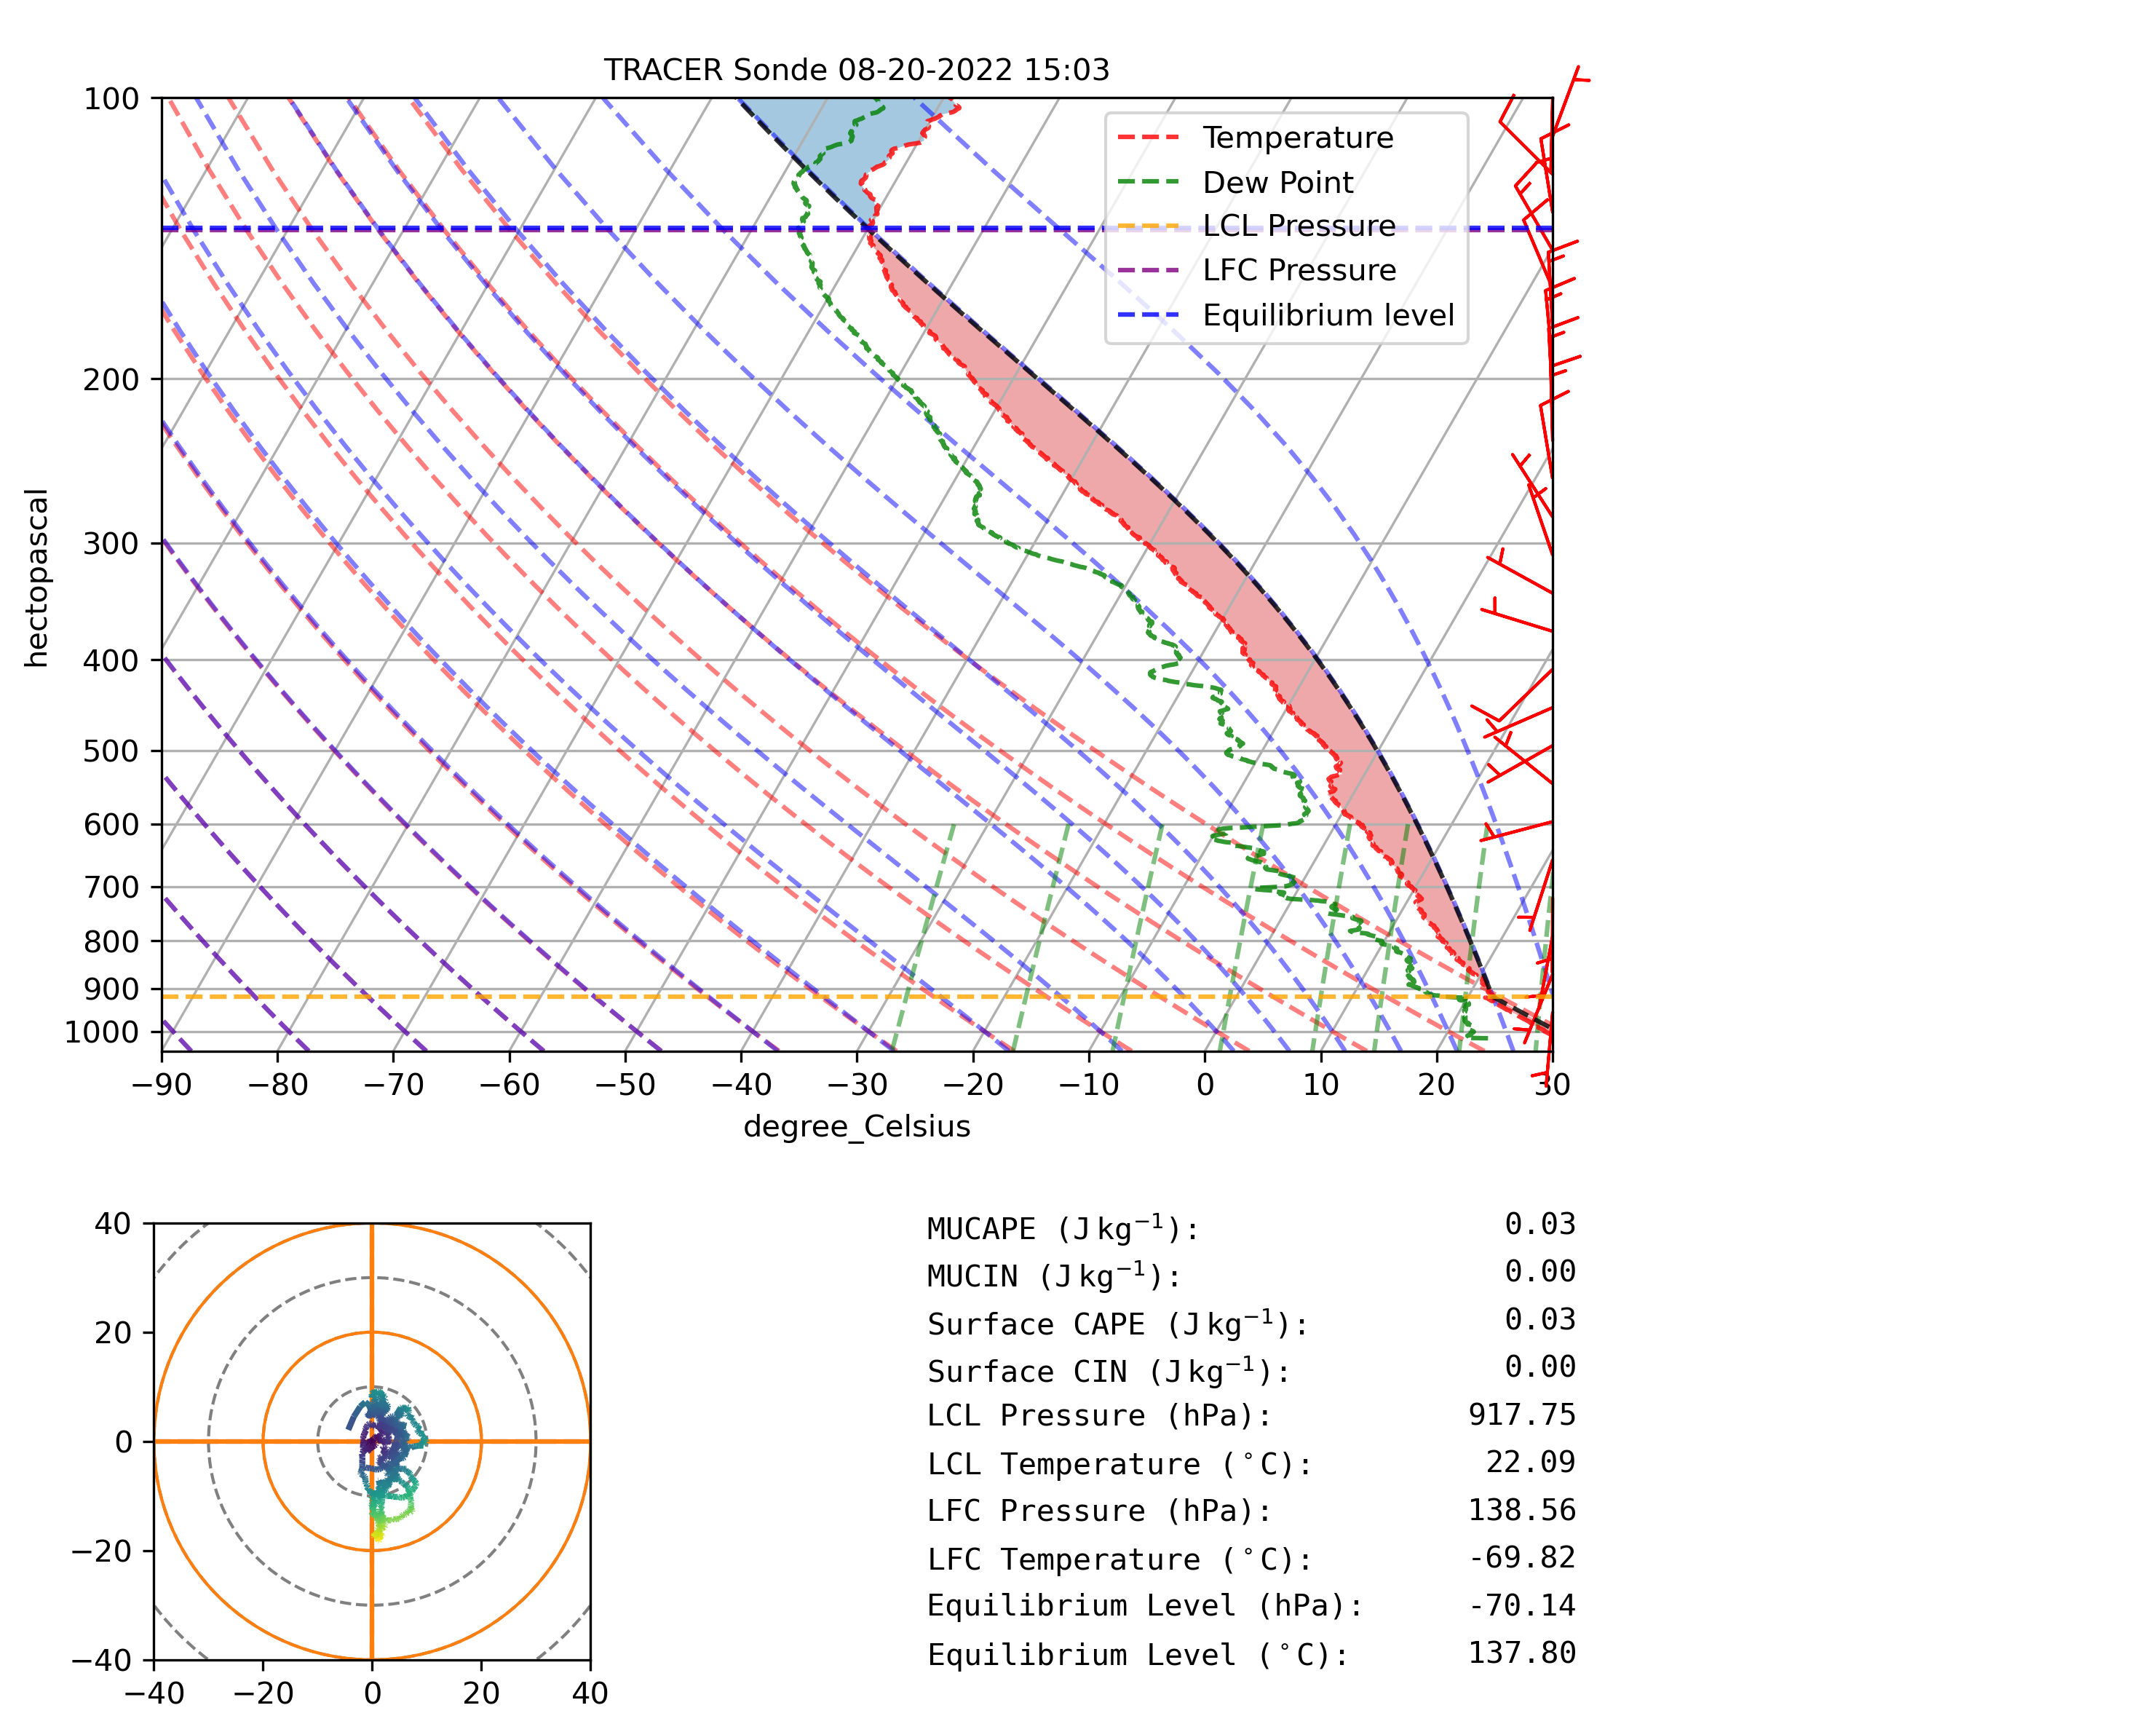 TRACER Sonde 08-20-2022 15:03
100
200
300
400
500
600
700
800
900
1000
hectopascal
Temperature
Dew Point
LCL Pressure
LFC Pressure
Equilibrium level
−90 −80 −70 −60 −50 −40 −30 −20 −10 0 10 20 30
degree_Celsius
40
20
0
−20
−40
−40 −20 0 20 40
MUCAPE (J kg⁻¹): 0.03
MUCIN (J kg⁻¹): 0.00
Surface CAPE (J kg⁻¹): 0.03
Surface CIN (J kg⁻¹): 0.00
LCL Pressure (hPa): 917.75
LCL Temperature (°C): 22.09
LFC Pressure (hPa): 138.56
LFC Temperature (°C): -69.82
Equilibrium Level (hPa): -70.14
Equilibrium Level (°C): 137.80